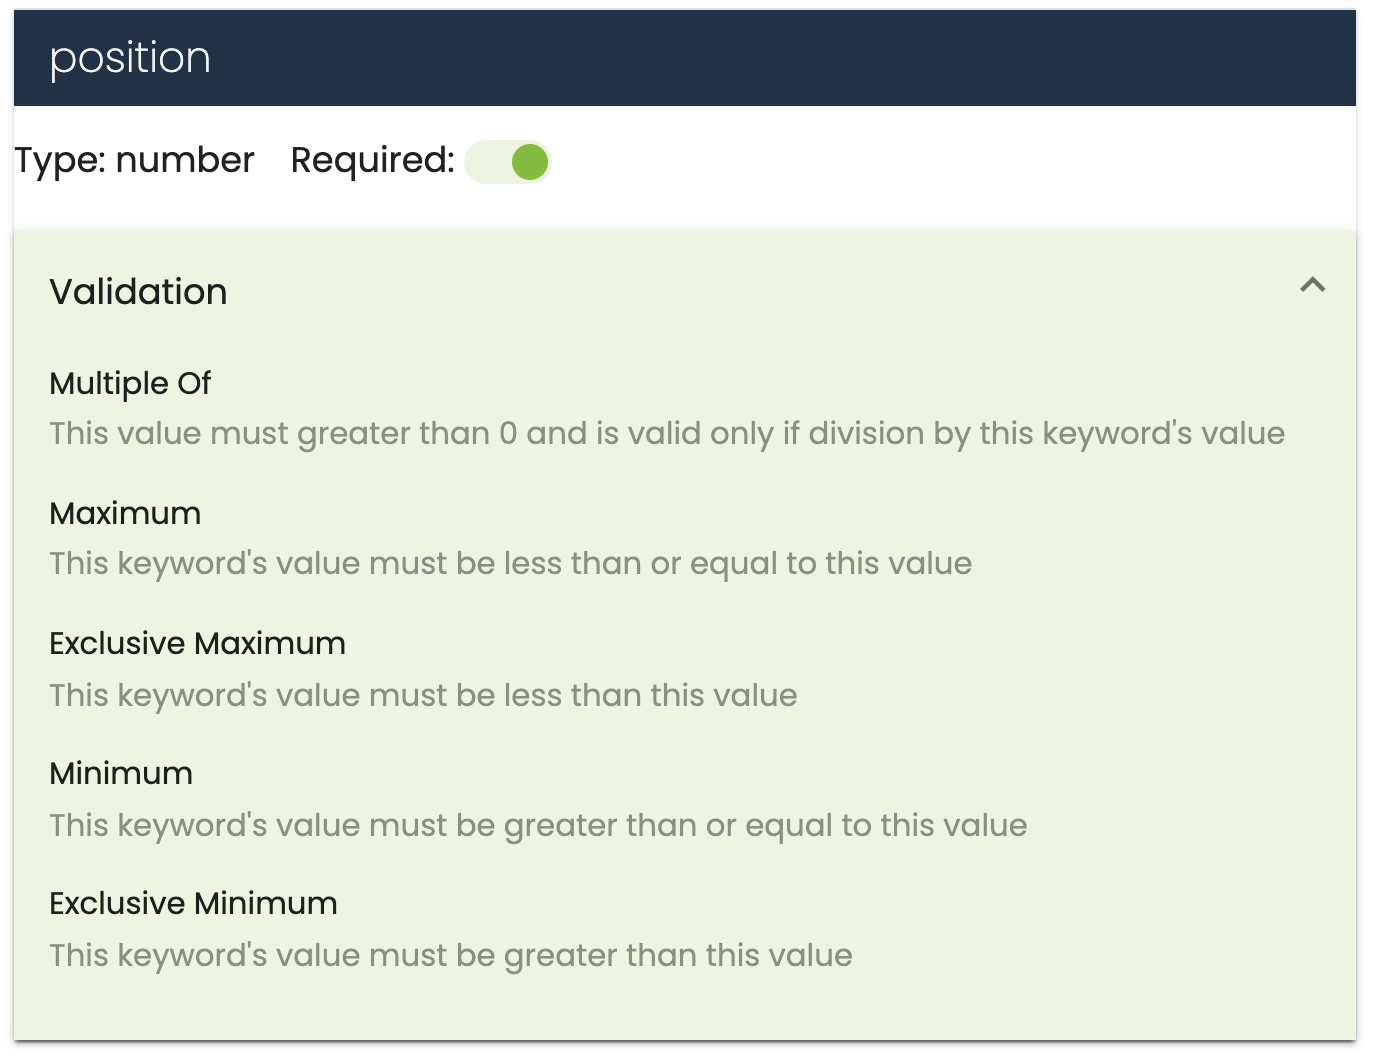 position
Type: number Required:
Validation
Multiple Of
This value must greater than 0 and is valid only if division by this keyword's value
Maximum
This keyword's value must be less than or equal to this value
Exclusive Maximum
This keyword's value must be less than this value
Minimum
This keyword's value must be greater than or equal to this value
Exclusive Minimum
This keyword's value must be greater than this value